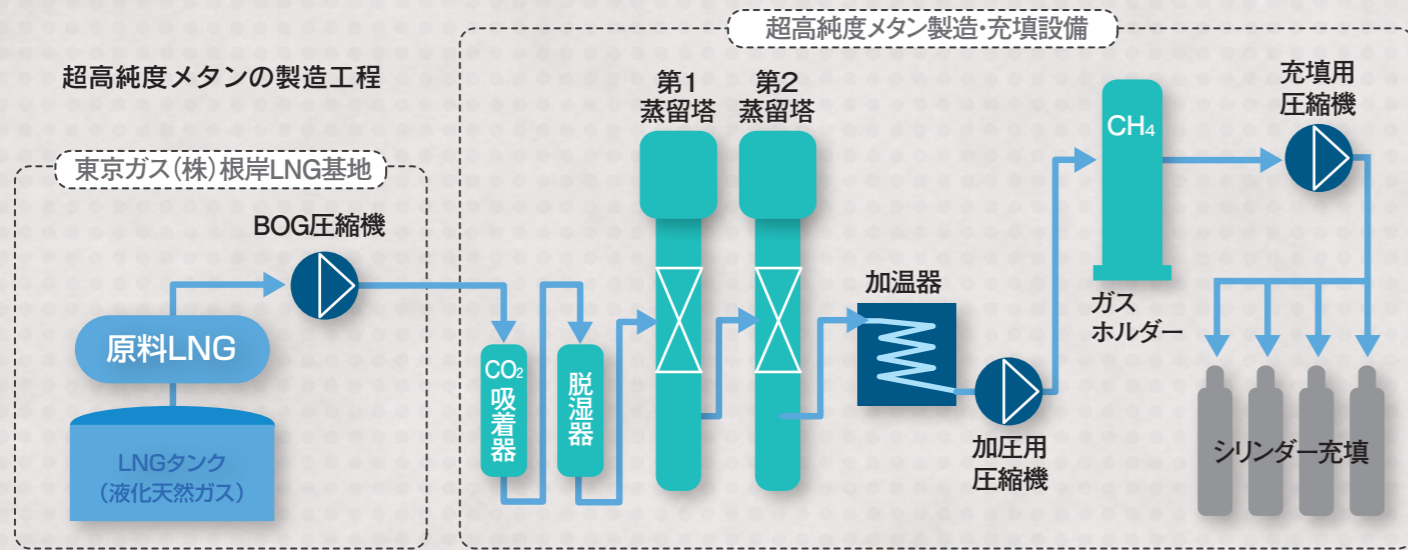 超高純度メタン製造・充填設備
超高純度メタンの製造工程
東京ガス(株)根岸LNG基地
BOG圧縮機
原料LNG
LNGタンク
(液化天然ガス)
CO₂
吸着器
脱湿器
第1
蒸留塔
第2
蒸留塔
加温器
加圧用
圧縮機
CH₄
ガス
ホルダー
充填用
圧縮機
シリンダー充填